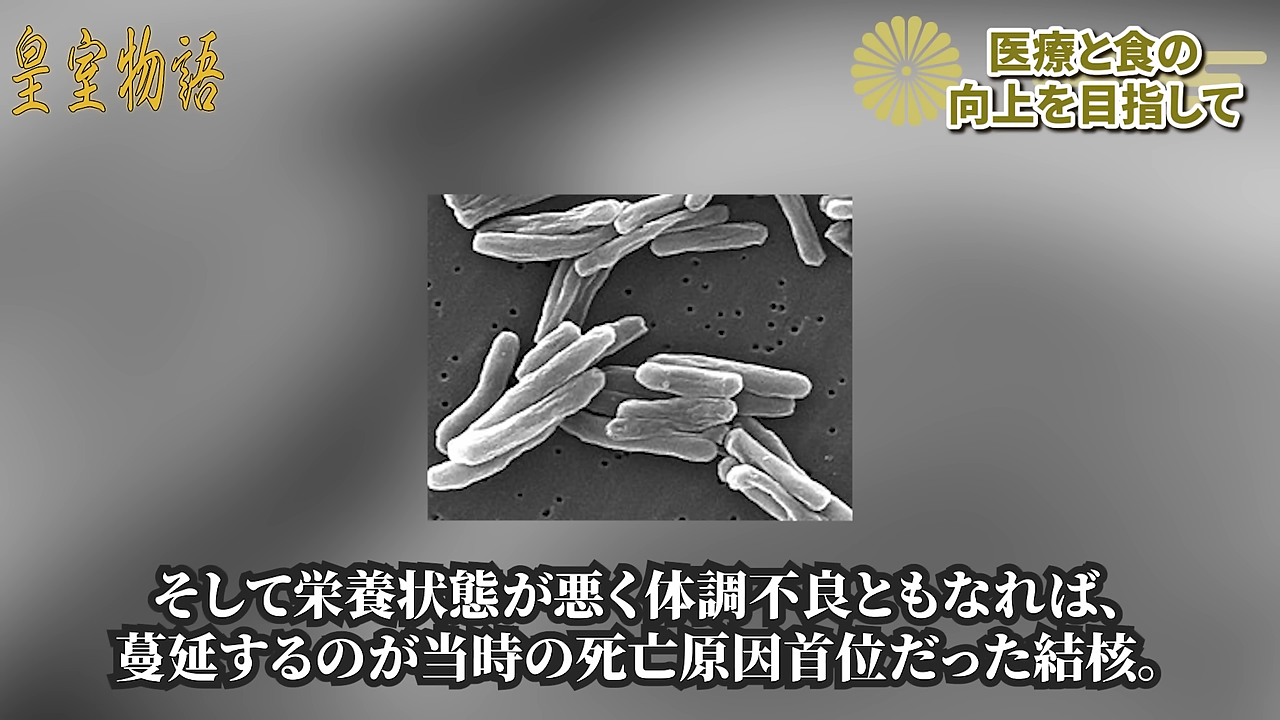 皇室物語
医療と食の
向上を目指して
そして栄養状態が悪く体調不良ともなれば、
蔓延するのが当時の死亡原因首位だった結核。